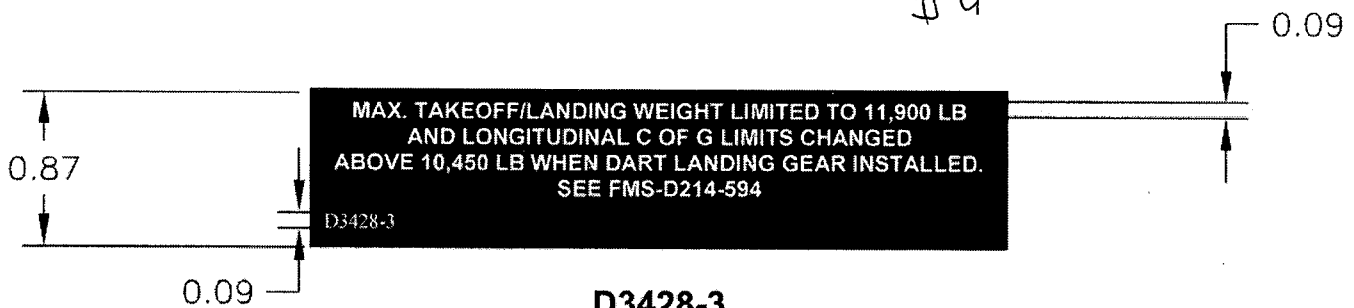 0.09
MAX. TAKEOFF/LANDING WEIGHT LIMITED TO 11,900 LB
AND LONGITUDINAL C OF G LIMITS CHANGED
ABOVE 10,450 LB WHEN DART LANDING GEAR INSTALLED.
SEE FMS-D214-594
0.87
D3428-3
0.09
D3428-3